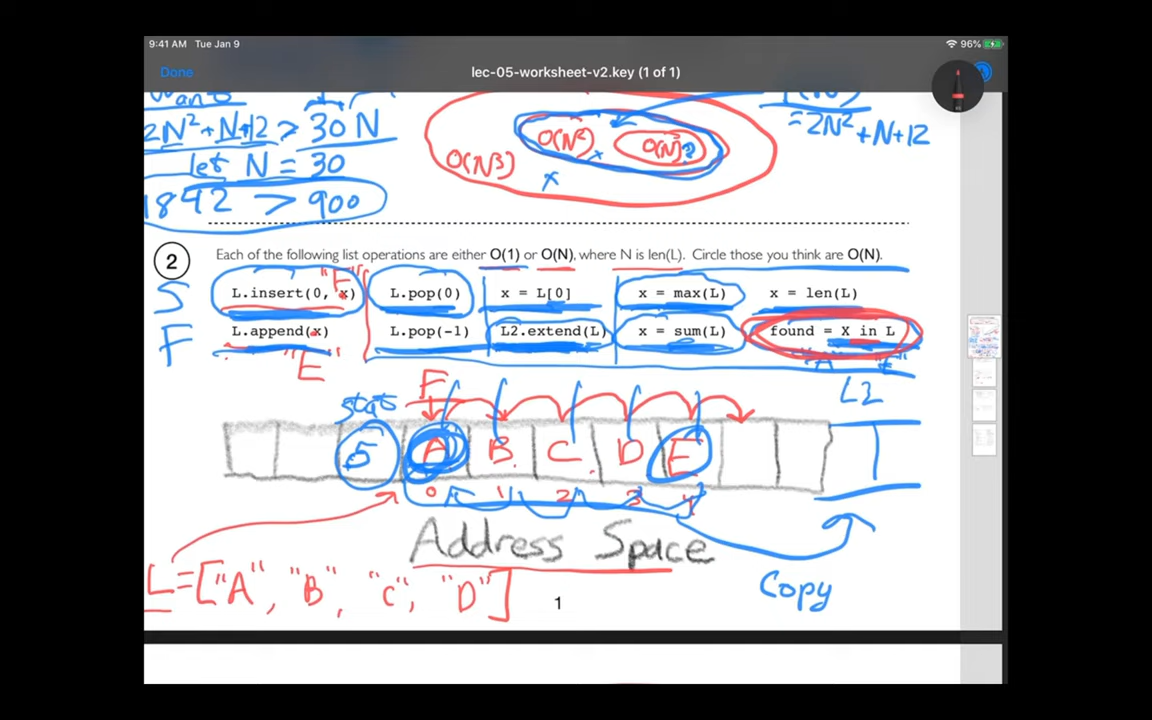 9:41 AM Tue Jan 9
96%
Done
lec-05-worksheet-v2.key (1 of 1)
2N²+N+12 > 30N
let N = 30
1842 > 900
O(N³)
O(N²)
O(N)?
=2N²+N+12
2
Each of the following list operations are either O(1) or O(N), where N is len(L). Circle those you think are O(N).
S
L.insert(0, x)
"F"
L.pop(0)
x = L[0]
x = max(L)
x = len(L)
F
L.append(x)
L.pop(-1)
L2.extend(L)
x = sum(L)
found = X in L
"E"
"A"
"E"
L2
F
stat
5
A
B
C
D
E
0
1
2
3
4
Address Space
Copy
L=["A", "B", "C", "D"]
1